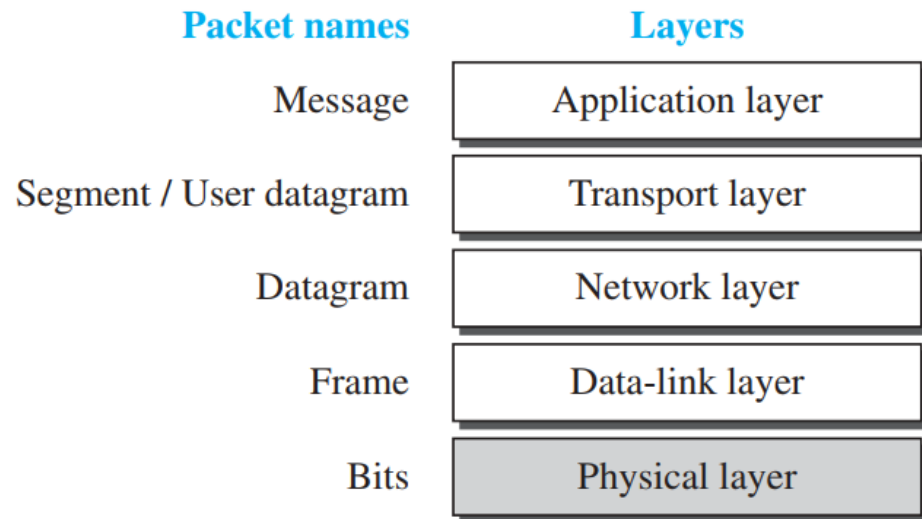 Packet names Layers
Message Application layer
Segment / User datagram Transport layer
Datagram Network layer
Frame Data-link layer
Bits Physical layer